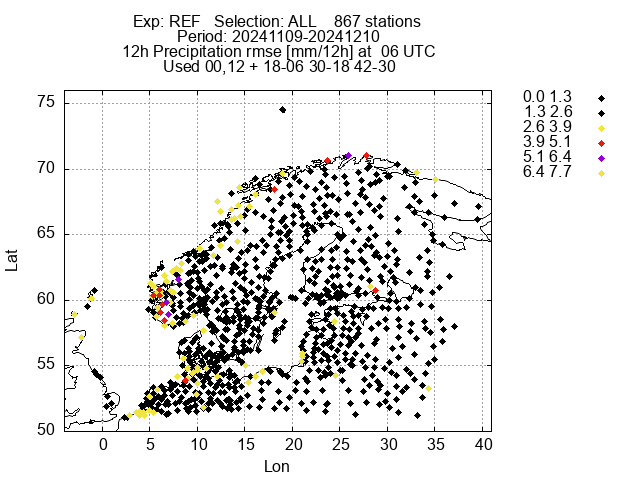 Exp: REF Selection: ALL 867 stations
Period: 20241109-20241210
12h Precipitation rmse [mm/12h] at 06 UTC
Used 00,12 + 18-06 30-18 42-30
0.0 1.3
1.3 2.6
2.6 3.9
3.9 5.1
5.1 6.4
6.4 7.7
75
70
65
60
55
50
Lat
0 5 10 15 20 25 30 35 40
Lon